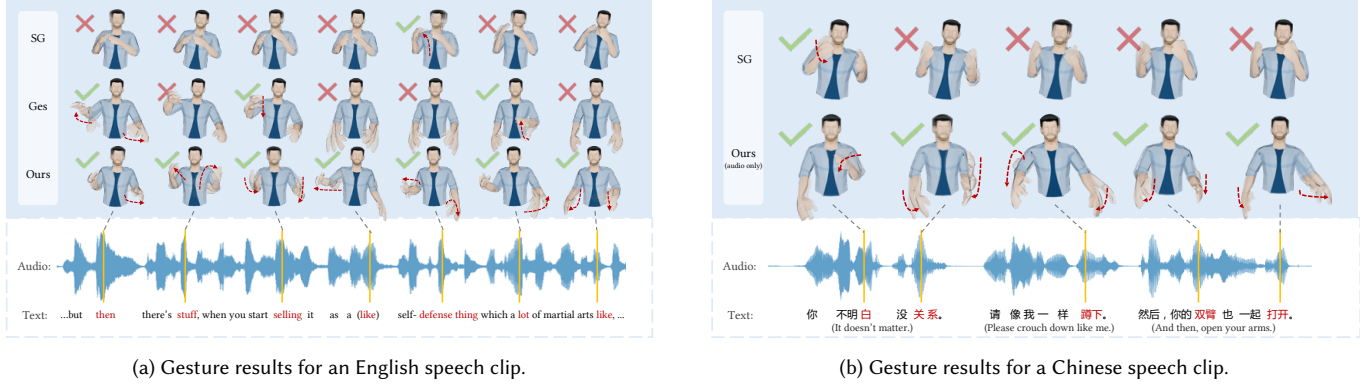 SG
Ges
Ours
Audio:
Text: ...but then there's stuff, when you start selling it as a (like) self- defense thing which a lot of martial arts like, ...
(a) Gesture results for an English speech clip.
SG
Ours
(audio only)
Audio:
Text: 你 不明白 没关系。 请 像我一 样 蹲下。 然后，你的双臂 也 一起 打开。
(It doesn't matter.) (Please crouch down like me.) (And then, open your arms.)
(b) Gesture results for a Chinese speech clip.